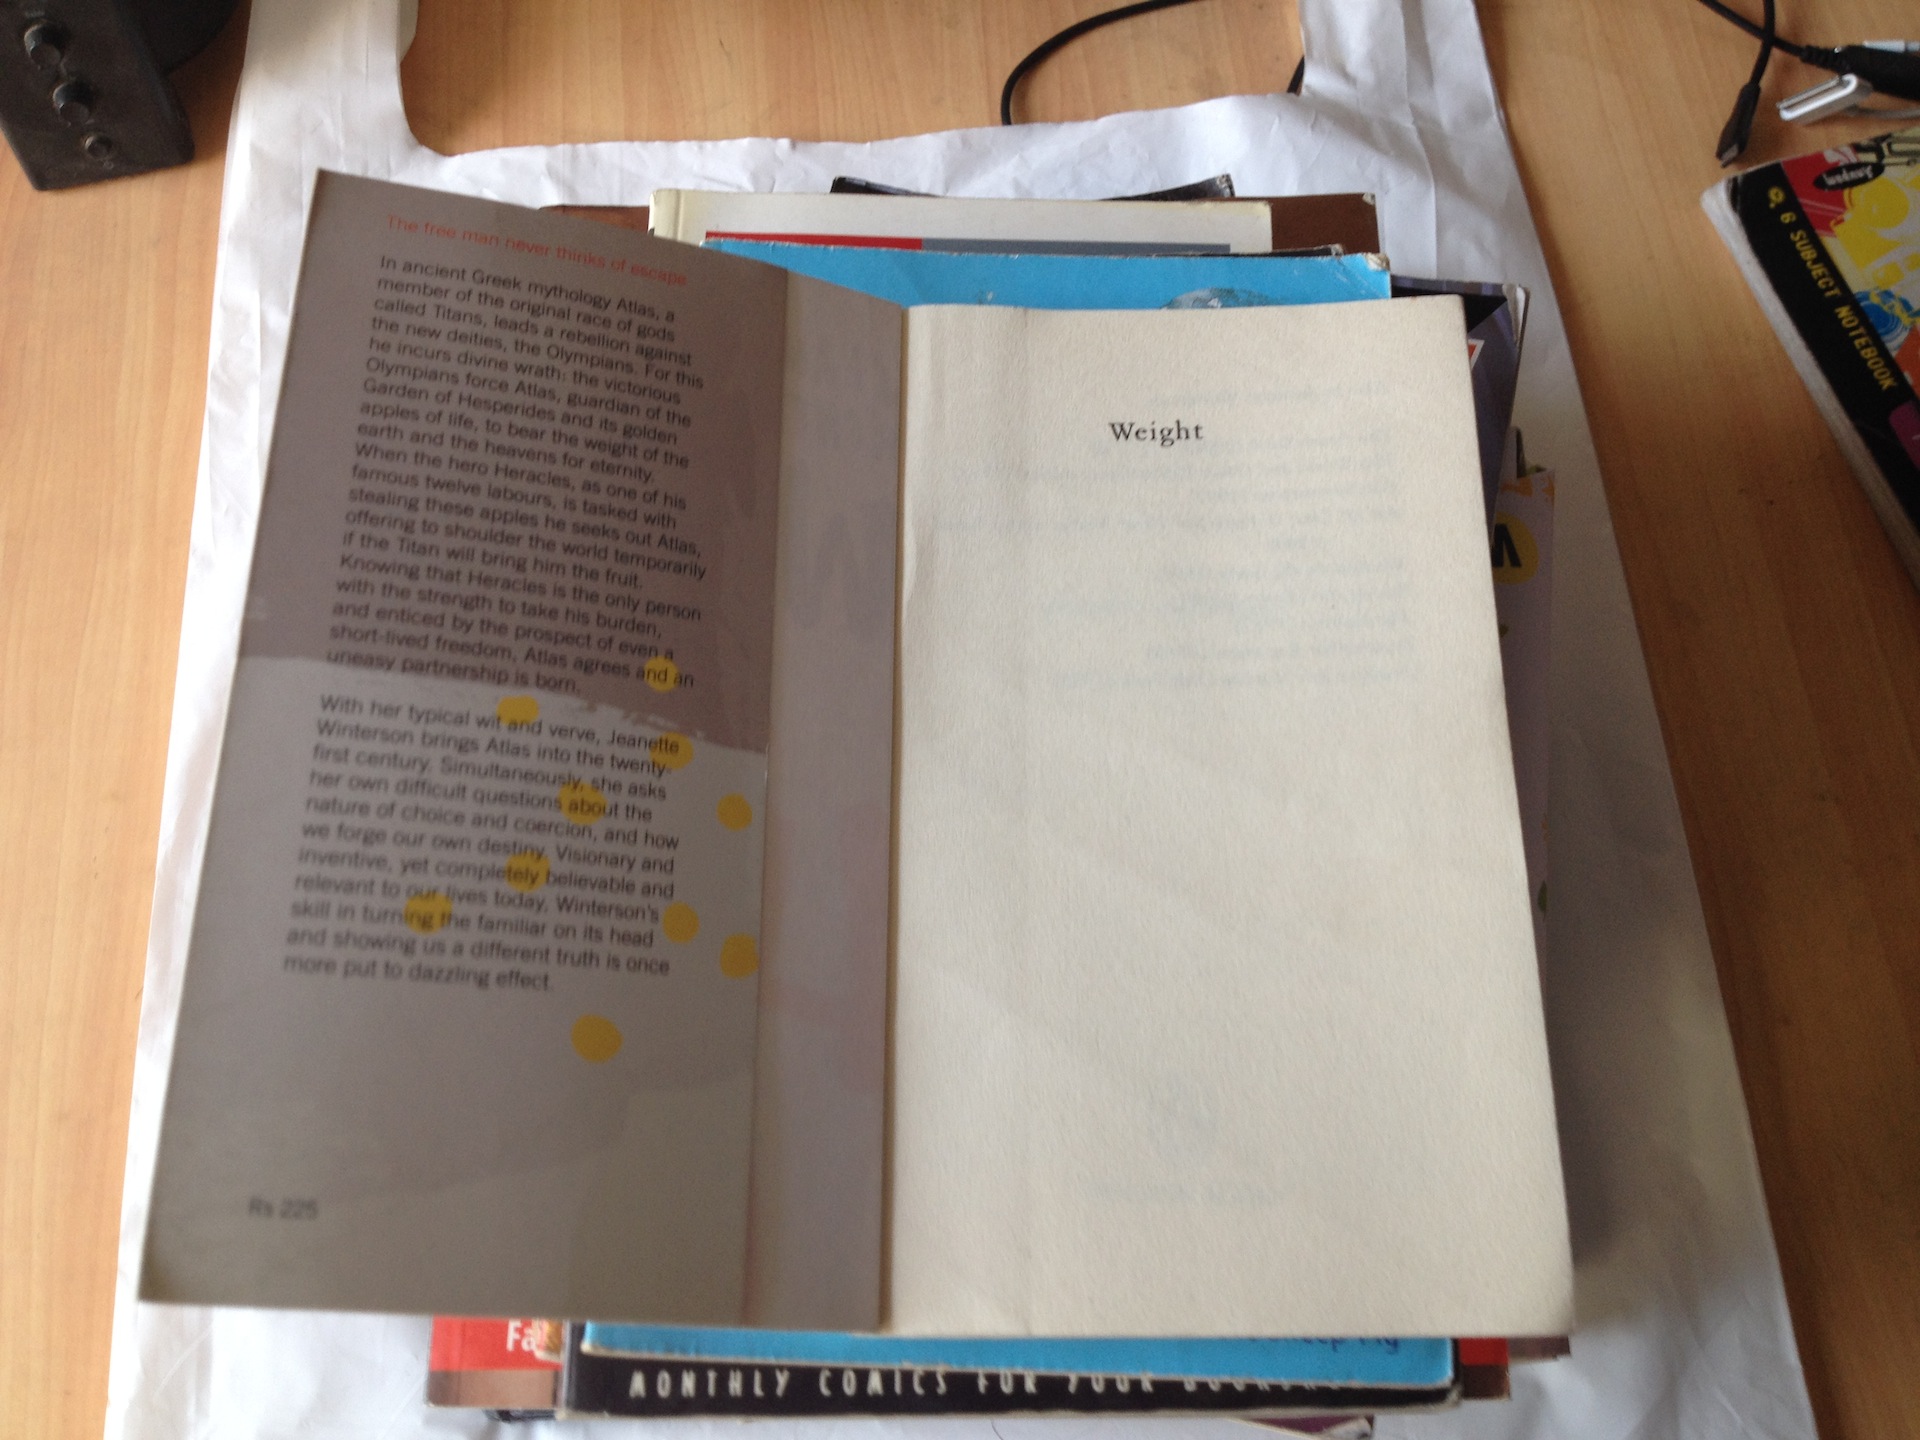 The free man never thinks of escape
In ancient Greek mythology Atlas, a
member of the original race of gods
called Titans, leads a rebellion against
the new deities, the Olympians. For this
he incurs divine wrath: the victorious
Olympians force Atlas, guardian of the
Garden of Hesperides and its golden
apples of life, to bear the weight of the
earth and the heavens for eternity.
When the hero Heracles, as one of his
famous twelve labours, is tasked with
stealing these apples he seeks out Atlas,
offering to shoulder the world temporarily
if the Titan will bring him the fruit.
Knowing that Heracles is the only person
with the strength to take his burden,
and enticed by the prospect of even a
short-lived freedom, Atlas agrees and an
uneasy partnership is born.
With her typical wit and verve, Jeanette
Winterson brings Atlas into the twenty-
first century. Simultaneously, she asks
her own difficult questions about the
nature of choice and coercion, and how
we forge our own destiny. Visionary and
inventive, yet completely believable and
relevant to our lives today, Winterson's
skill in turning the familiar on its head
and showing us a different truth is once
more put to dazzling effect.
Rs 225
Weight
6 SUBJECT NOTEBOOK
Fa
MONTHLY COMICS FOR YOUR